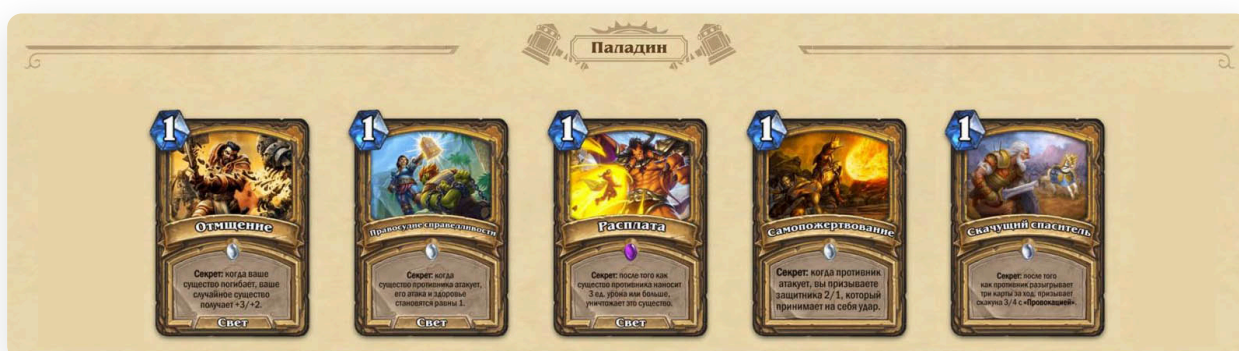 Паладин
1
1
1
1
1
Отмщение
Секрет: когда ваше
существо погибает, ваше
случайное существо
получает +3/+2.
Свет
Правосудие справедливости
Секрет: когда
существо противника атакует,
его атака и здоровье
становятся равны 1.
Свет
Расплата
Секрет: после того как
существо противника наносит
3 ед. урона или больше,
уничтожает это существо.
Свет
Самопожертвование
Секрет: когда противник
атакует, вы призываете
защитника 2/1, который
принимает на себя удар.
Скачущий спаситель
Секрет: после того
как противник разыгрывает
три карты за ход, призывает
скакуна 3/4 с «Провокацией».